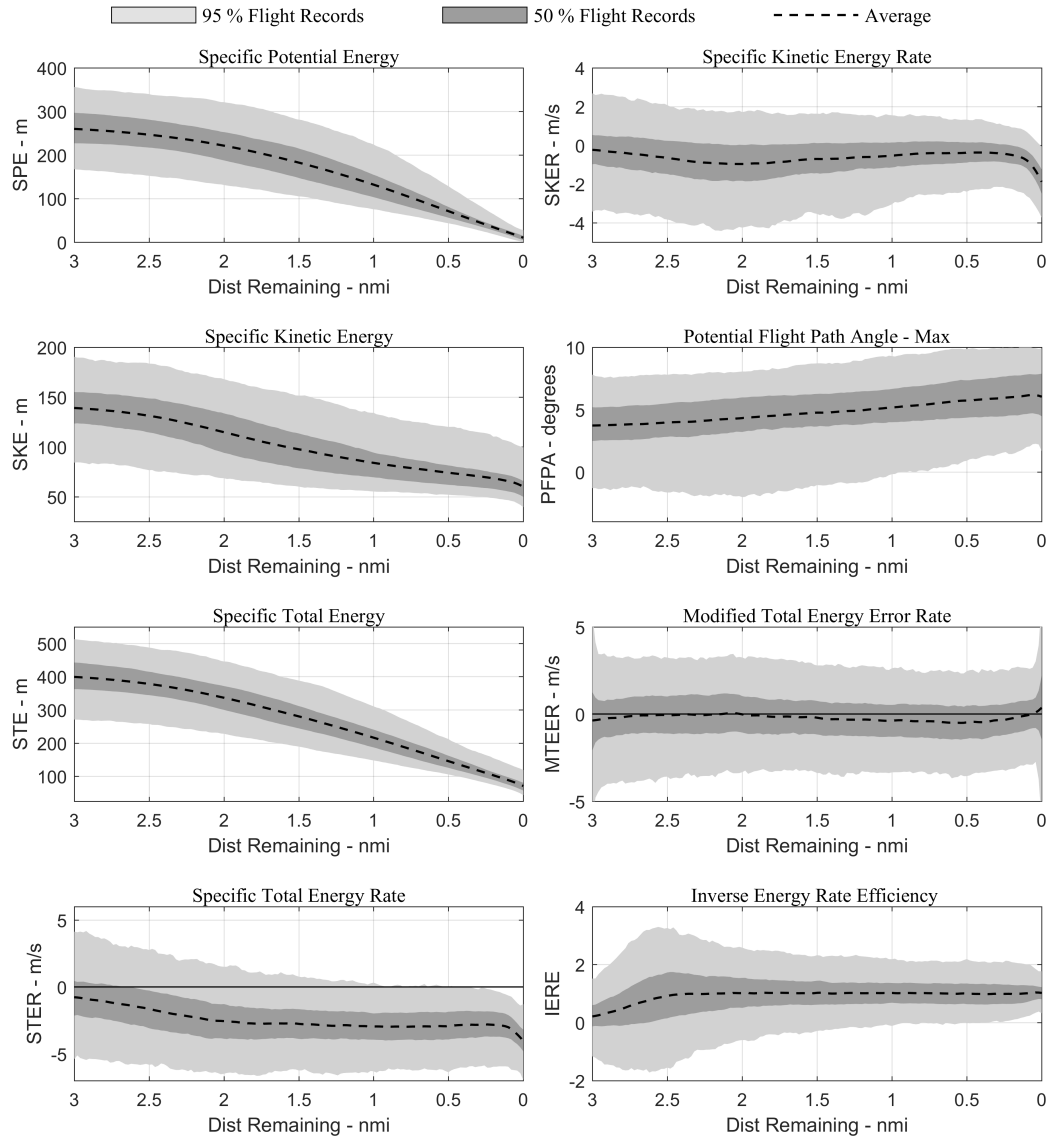 95 % Flight Records 50 % Flight Records Average
Specific Potential Energy
SPE - m
400
300
200
100
0
3 2.5 2 1.5 1 0.5 0
Dist Remaining - nmi
Specific Kinetic Energy Rate
SKER - m/s
4
2
0
-2
-4
3 2.5 2 1.5 1 0.5 0
Dist Remaining - nmi
Specific Kinetic Energy
SKE - m
200
150
100
50
3 2.5 2 1.5 1 0.5 0
Dist Remaining - nmi
Potential Flight Path Angle - Max
PFPA - degrees
10
5
0
3 2.5 2 1.5 1 0.5 0
Dist Remaining - nmi
Specific Total Energy
STE - m
500
400
300
200
100
3 2.5 2 1.5 1 0.5 0
Dist Remaining - nmi
Modified Total Energy Error Rate
MTEER - m/s
5
0
-5
3 2.5 2 1.5 1 0.5 0
Dist Remaining - nmi
Specific Total Energy Rate
STER - m/s
5
0
-5
3 2.5 2 1.5 1 0.5 0
Dist Remaining - nmi
Inverse Energy Rate Efficiency
IERE
4
2
0
-2
3 2.5 2 1.5 1 0.5 0
Dist Remaining - nmi